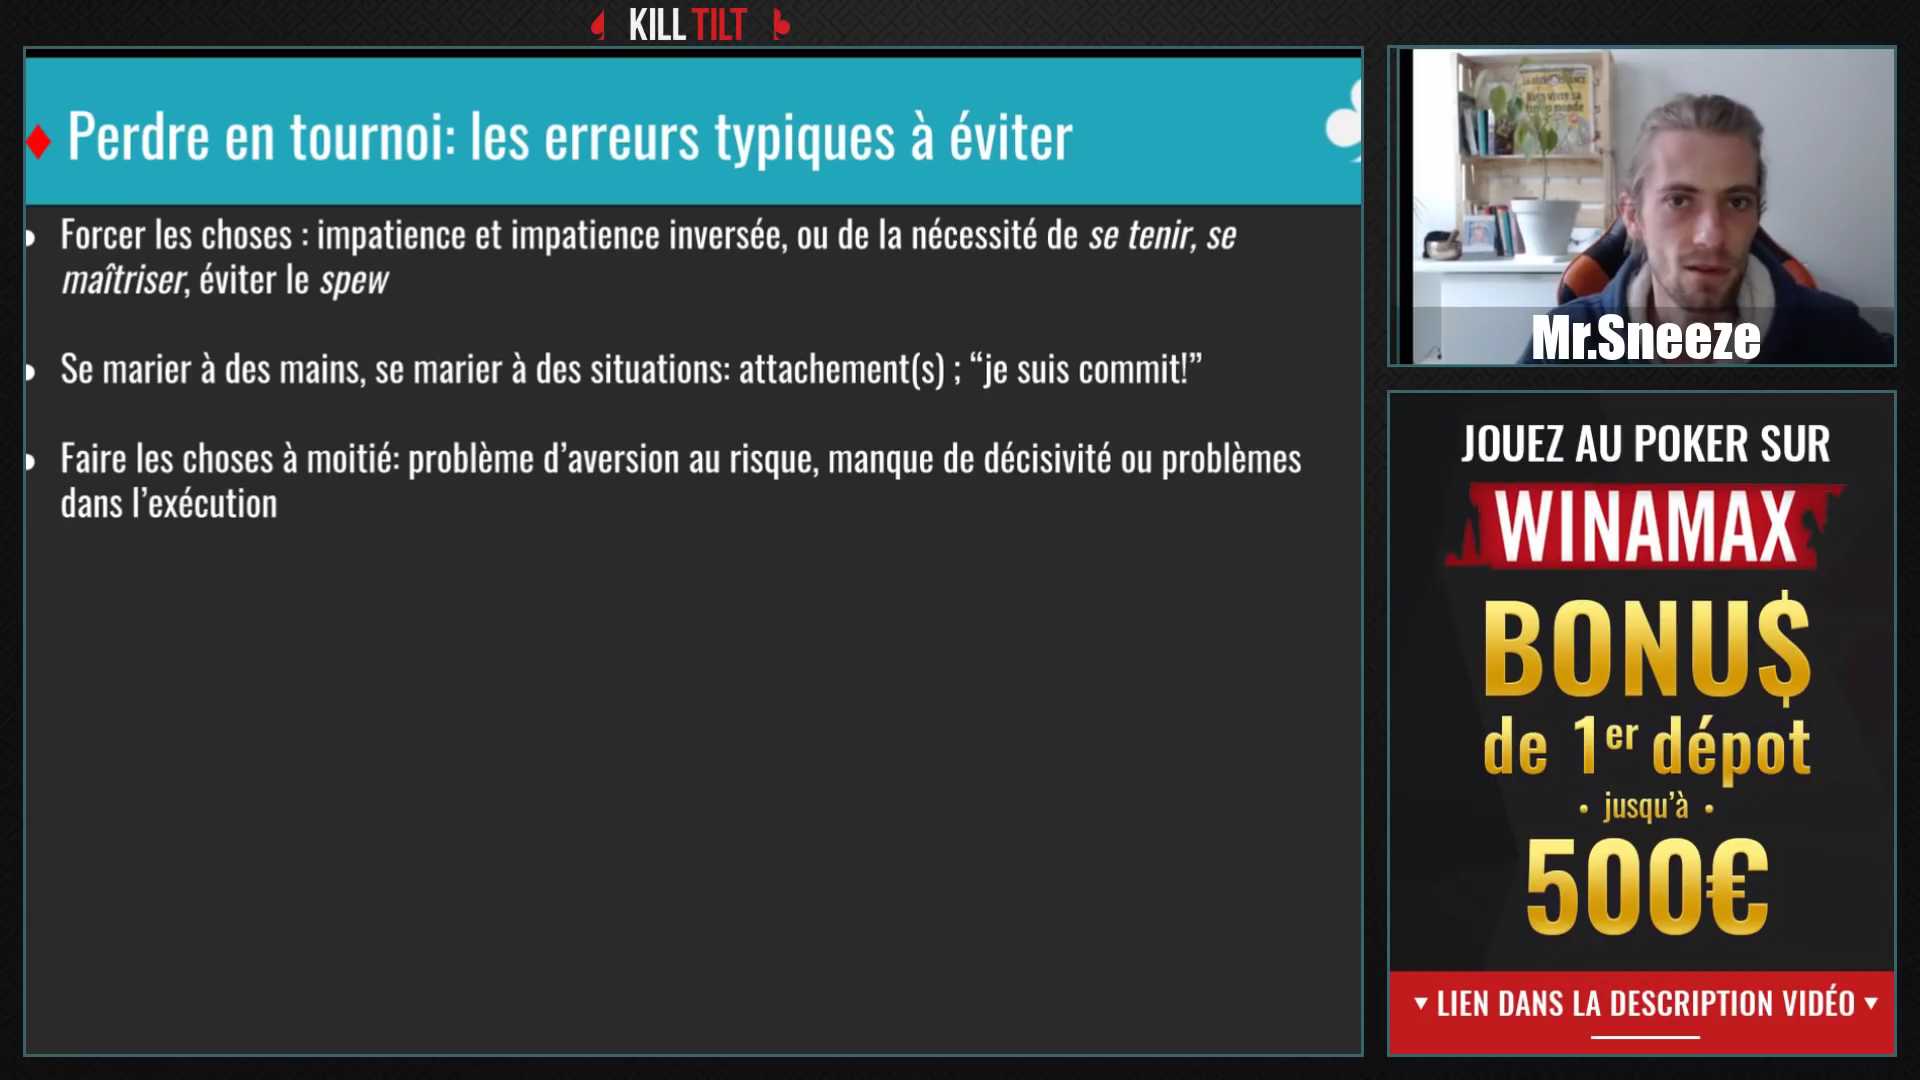 KILL TILT
Perdre en tournoi: les erreurs typiques à éviter
Forcer les choses : impatience et impatience inversée, ou de la nécessité de se tenir, se
maîtriser, éviter le spew
Se marier à des mains, se marier à des situations: attachement(s) ; “je suis commit!”
Faire les choses à moitié: problème d’aversion au risque, manque de décisivité ou problèmes
dans l’exécution
Bien vivre sa
Mr.Sneeze
JOUEZ AU POKER SUR
WINAMAX
BONU$
de 1er dépot
• jusqu’à •
500€
▼ LIEN DANS LA DESCRIPTION VIDÉO ▼